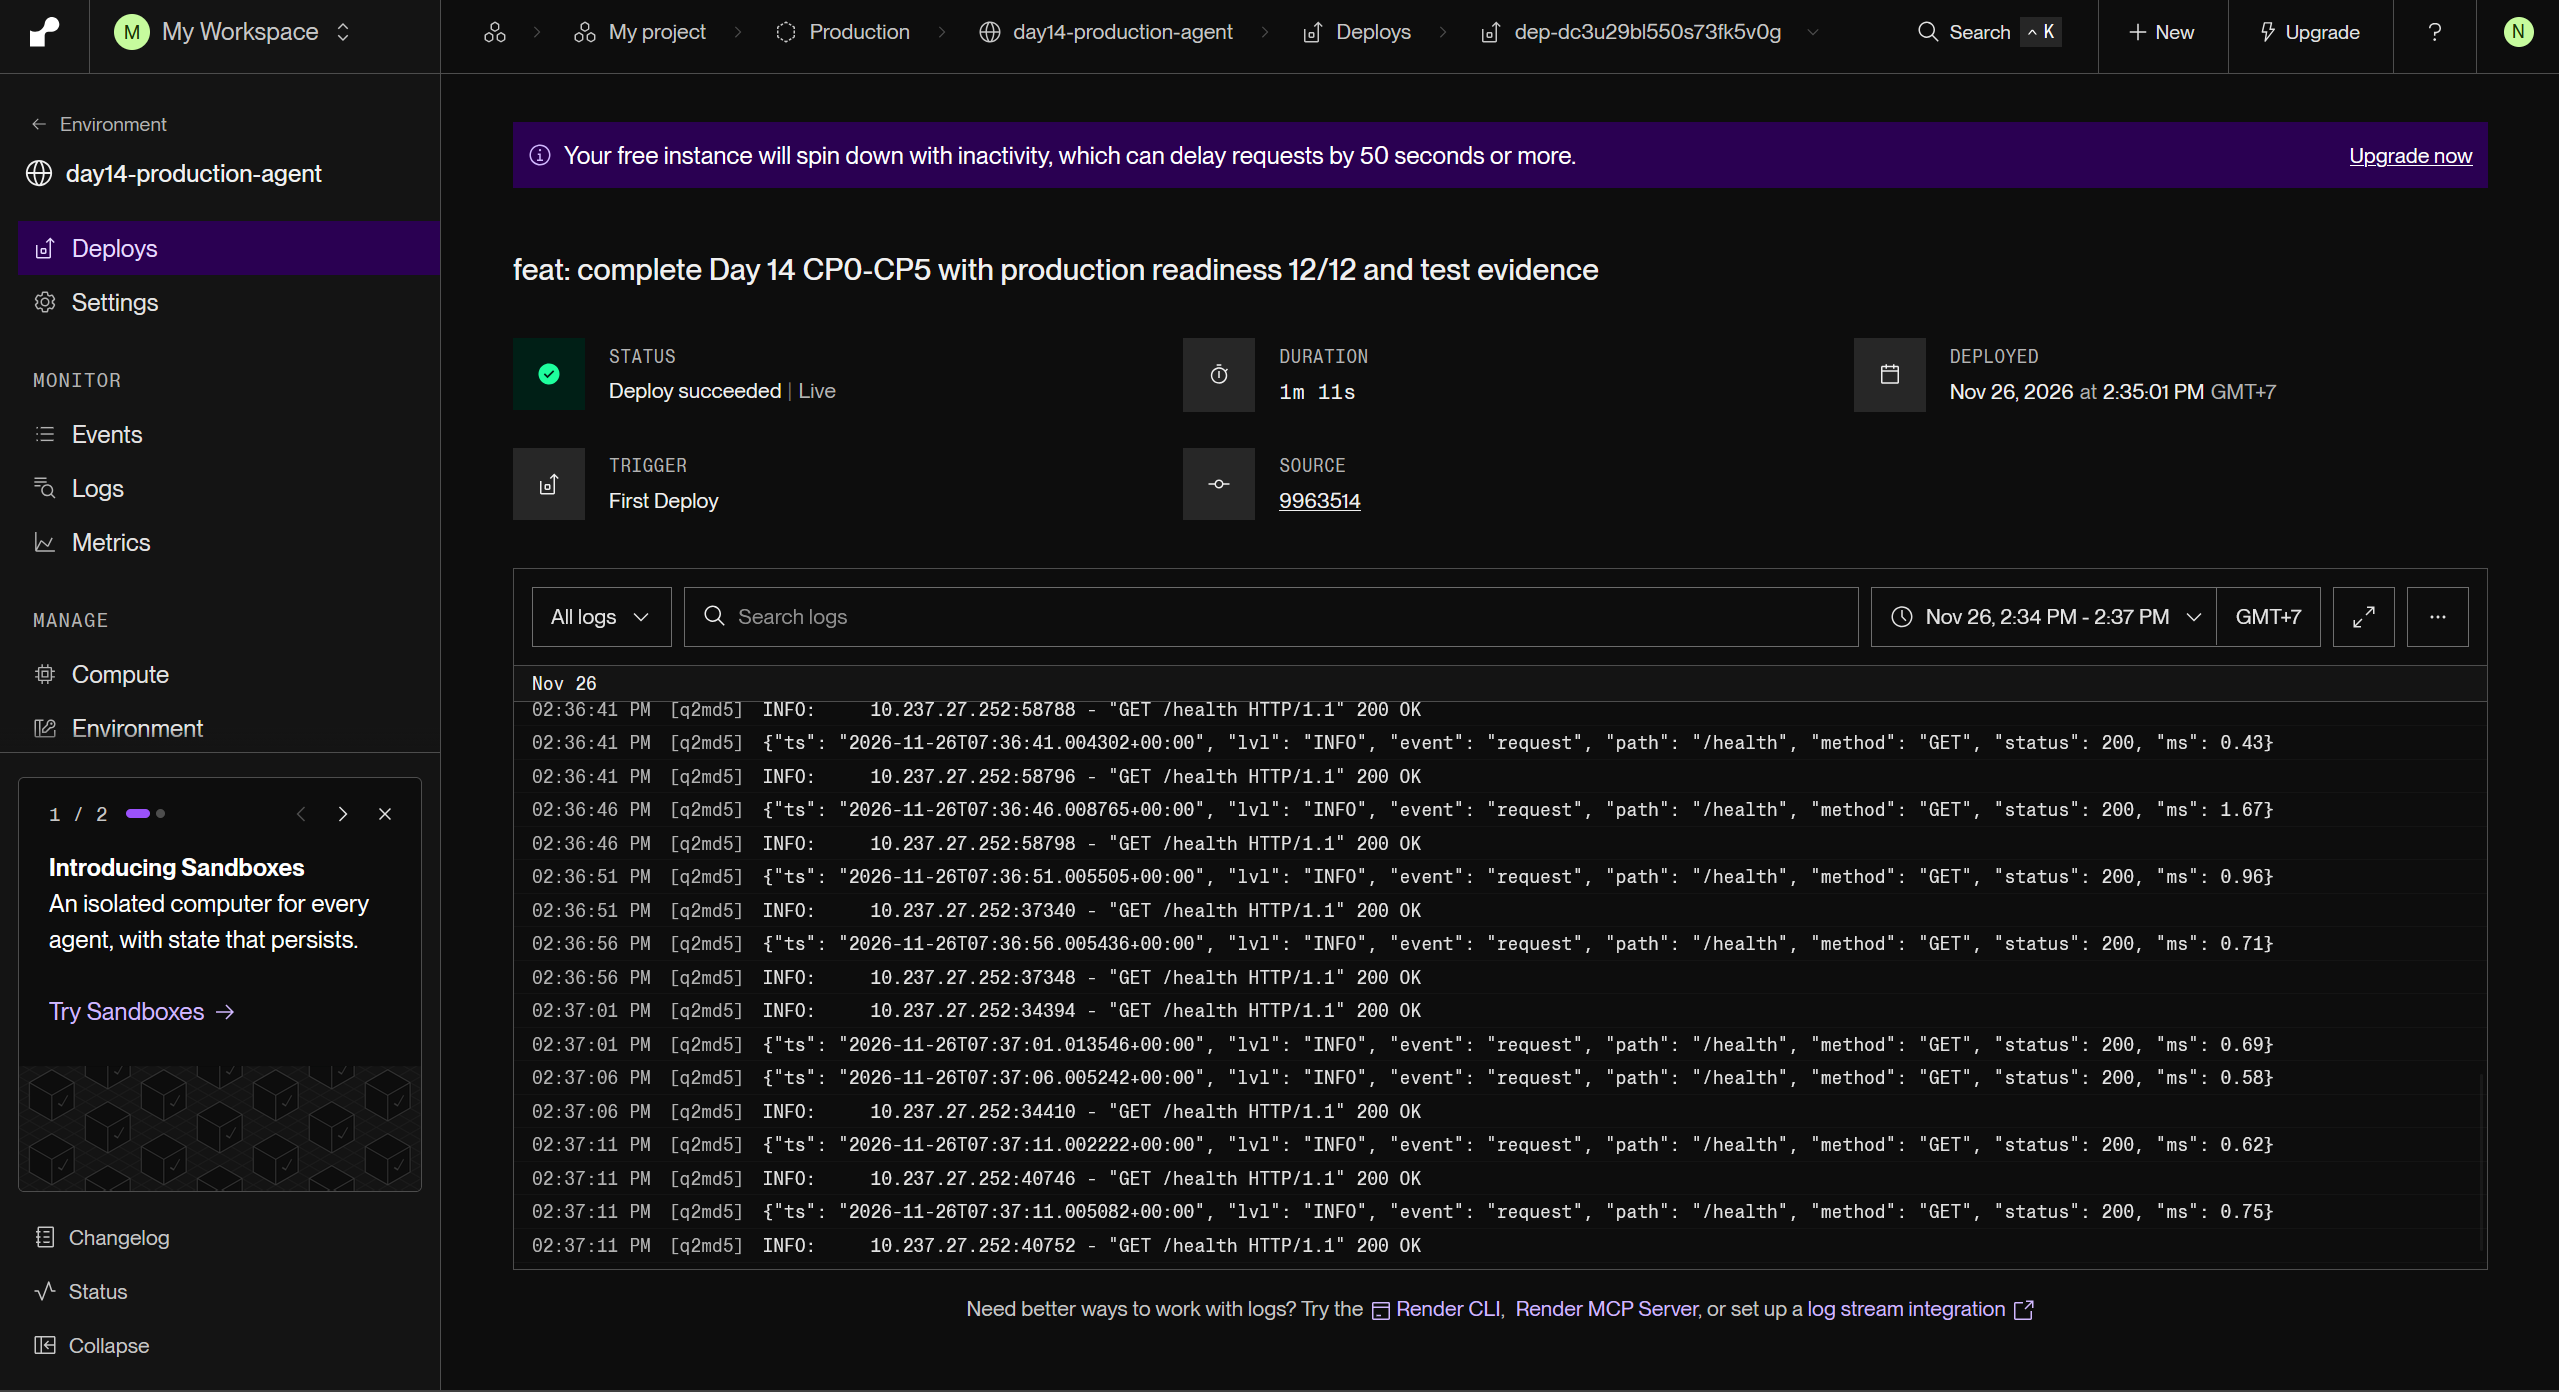 M My Workspace
My project
Production
day14-production-agent
Deploys
dep-dc3u29bl550s73fk5v0g
Search ^ K
+ New
Upgrade
?
N
← Environment
day14-production-agent
Deploys
Settings
MONITOR
Events
Logs
Metrics
MANAGE
Compute
Environment
1 / 2
Introducing Sandboxes
An isolated computer for every
agent, with state that persists.
Try Sandboxes →
Changelog
Status
Collapse
Your free instance will spin down with inactivity, which can delay requests by 50 seconds or more.
Upgrade now
feat: complete Day 14 CP0-CP5 with production readiness 12/12 and test evidence
STATUS
Deploy succeeded | Live
DURATION
1m 11s
DEPLOYED
Nov 26, 2026 at 2:35:01 PM GMT+7
TRIGGER
First Deploy
SOURCE
9963514
All logs
Search logs
Nov 26, 2:34 PM - 2:37 PM
GMT+7
Nov 26
02:36:41 PM [q2md5] INFO: 10.237.27.252:58788 - "GET /health HTTP/1.1" 200 OK
02:36:41 PM [q2md5] {"ts": "2026-11-26T07:36:41.004302+00:00", "lvl": "INFO", "event": "request", "path": "/health", "method": "GET", "status": 200, "ms": 0.43}
02:36:41 PM [q2md5] INFO: 10.237.27.252:58796 - "GET /health HTTP/1.1" 200 OK
02:36:46 PM [q2md5] {"ts": "2026-11-26T07:36:46.008765+00:00", "lvl": "INFO", "event": "request", "path": "/health", "method": "GET", "status": 200, "ms": 1.67}
02:36:46 PM [q2md5] INFO: 10.237.27.252:58798 - "GET /health HTTP/1.1" 200 OK
02:36:51 PM [q2md5] {"ts": "2026-11-26T07:36:51.005505+00:00", "lvl": "INFO", "event": "request", "path": "/health", "method": "GET", "status": 200, "ms": 0.96}
02:36:51 PM [q2md5] INFO: 10.237.27.252:37340 - "GET /health HTTP/1.1" 200 OK
02:36:56 PM [q2md5] {"ts": "2026-11-26T07:36:56.005436+00:00", "lvl": "INFO", "event": "request", "path": "/health", "method": "GET", "status": 200, "ms": 0.71}
02:36:56 PM [q2md5] INFO: 10.237.27.252:37348 - "GET /health HTTP/1.1" 200 OK
02:37:01 PM [q2md5] INFO: 10.237.27.252:34394 - "GET /health HTTP/1.1" 200 OK
02:37:01 PM [q2md5] {"ts": "2026-11-26T07:37:01.013546+00:00", "lvl": "INFO", "event": "request", "path": "/health", "method": "GET", "status": 200, "ms": 0.69}
02:37:06 PM [q2md5] {"ts": "2026-11-26T07:37:06.005242+00:00", "lvl": "INFO", "event": "request", "path": "/health", "method": "GET", "status": 200, "ms": 0.58}
02:37:06 PM [q2md5] INFO: 10.237.27.252:34410 - "GET /health HTTP/1.1" 200 OK
02:37:11 PM [q2md5] {"ts": "2026-11-26T07:37:11.002222+00:00", "lvl": "INFO", "event": "request", "path": "/health", "method": "GET", "status": 200, "ms": 0.62}
02:37:11 PM [q2md5] INFO: 10.237.27.252:40746 - "GET /health HTTP/1.1" 200 OK
02:37:11 PM [q2md5] {"ts": "2026-11-26T07:37:11.005082+00:00", "lvl": "INFO", "event": "request", "path": "/health", "method": "GET", "status": 200, "ms": 0.75}
02:37:11 PM [q2md5] INFO: 10.237.27.252:40752 - "GET /health HTTP/1.1" 200 OK
Need better ways to work with logs? Try the Render CLI, Render MCP Server, or set up a log stream integration